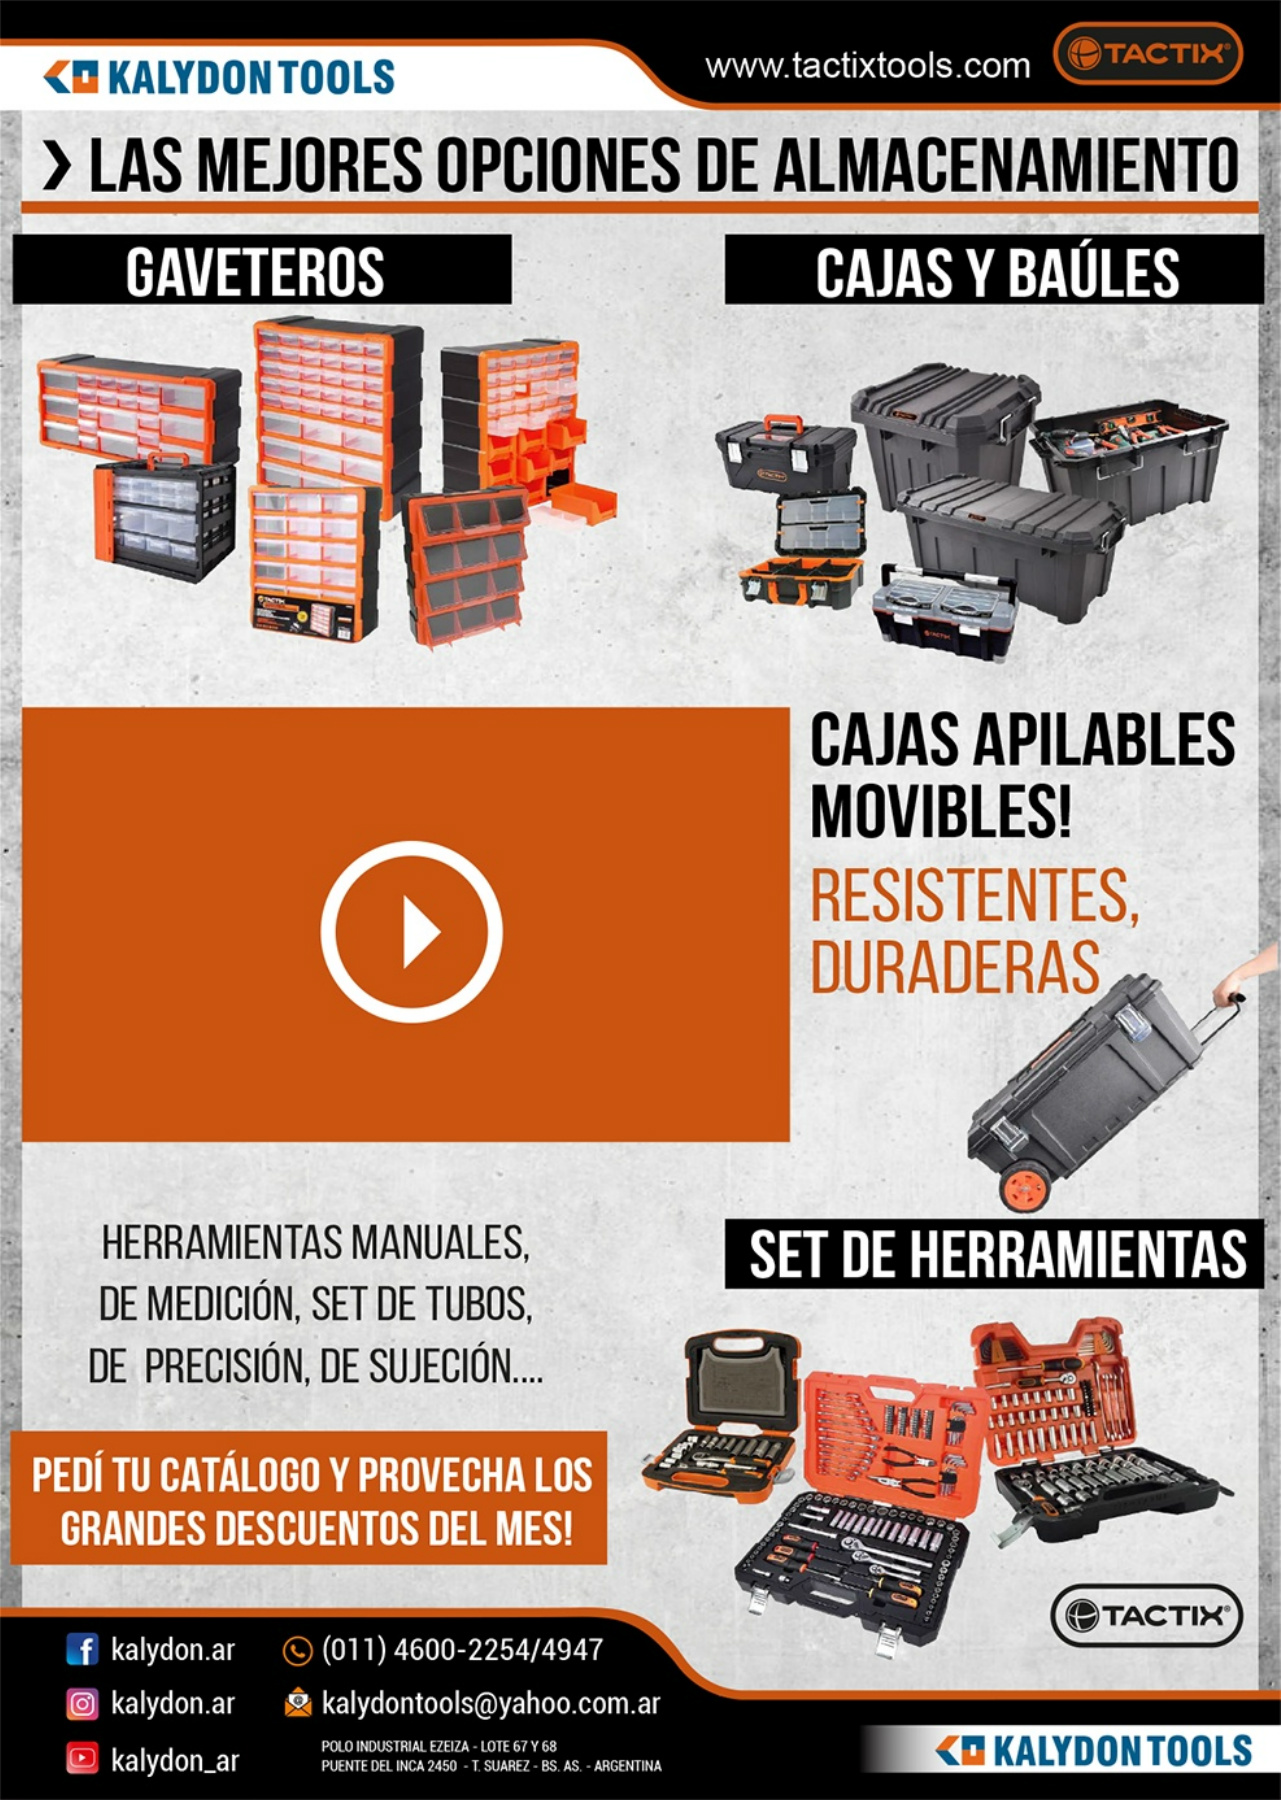 KALYDON TOOLS
www.tactixtools.com
TACTIX
LAS MEJORES OPCIONES DE ALMACENAMIENTO
GAVETEROS
CAJAS Y BAÚLES
TACTIX
TACTIX
TACTIX
CAJAS APILABLES
MOVIBLES!
RESISTENTES,
DURADERAS
HERRAMIENTAS MANUALES,
DE MEDICIÓN, SET DE TUBOS,
DE PRECISIÓN, DE SUJECIÓN....
SET DE HERRAMIENTAS
PEDÍ TU CATÁLOGO Y PROVECHA LOS
GRANDES DESCUENTOS DEL MES!
TACTIX
kalydon.ar
(011) 4600-2254/4947
kalydon.ar
kalydontools@yahoo.com.ar
kalydon_ar
POLO INDUSTRIAL EZEIZA - LOTE 67 Y 68
PUENTE DEL INCA 2450 - T. SUAREZ - BS. AS. - ARGENTINA
KALYDON TOOLS